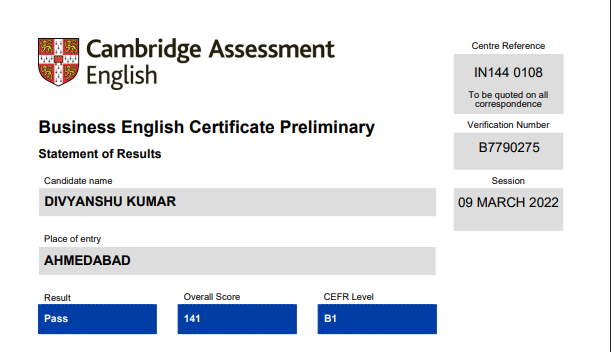 Cambridge Assessment
English
Centre Reference
IN144 0108
To be quoted on all
correspondence
Verification Number
B7790275
Session
09 MARCH 2022
Business English Certificate Preliminary
Statement of Results
Candidate name
DIVYANSHU KUMAR
Place of entry
AHMEDABAD
Result
Overall Score
CEFR Level
Pass
141
B1